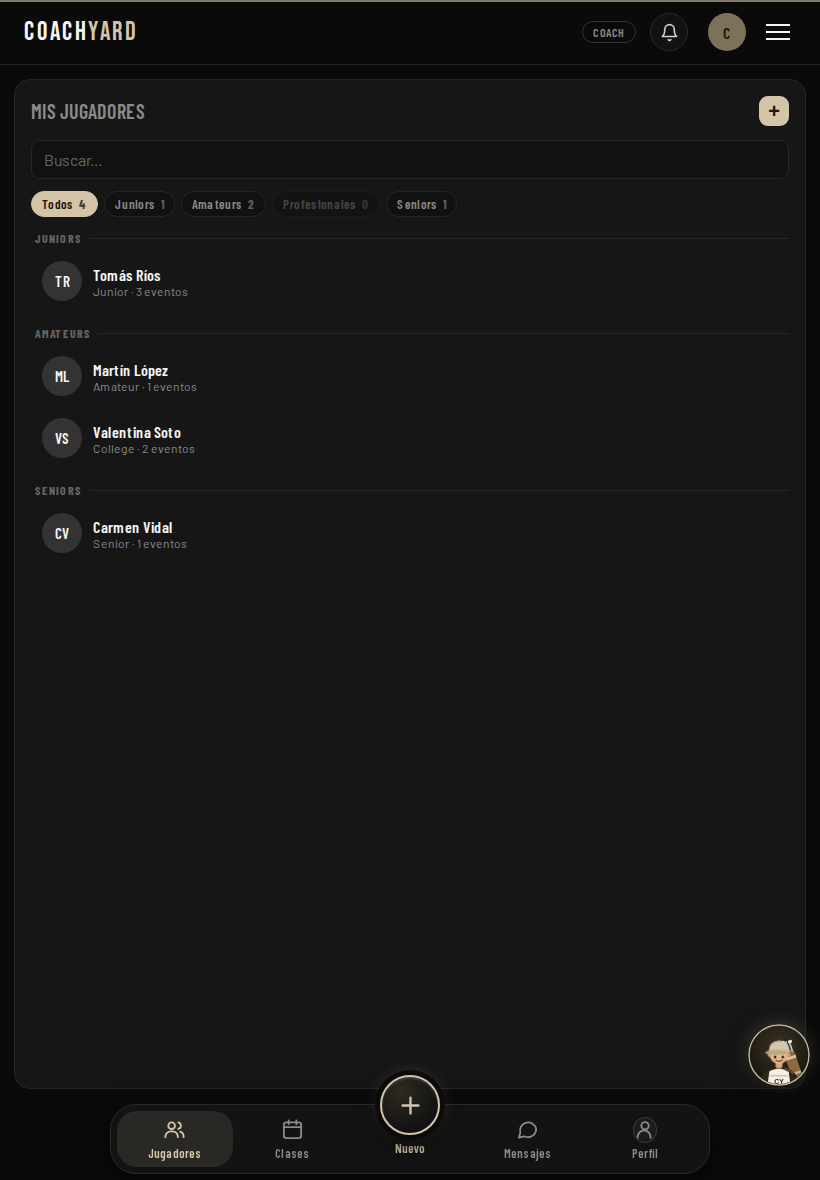 COACHYARD
COACH
C
MIS JUGADORES
+
Buscar...
Todos 4 Juniors 1 Amateurs 2 Profesionales 0 Seniors 1
JUNIORS
TR
Tomás Ríos
Junior · 3 eventos
AMATEURS
ML
Martín López
Amateur · 1 eventos
VS
Valentina Soto
College · 2 eventos
SENIORS
CV
Carmen Vidal
Senior · 1 eventos
CY
Jugadores Clases Nuevo Mensajes Perfil